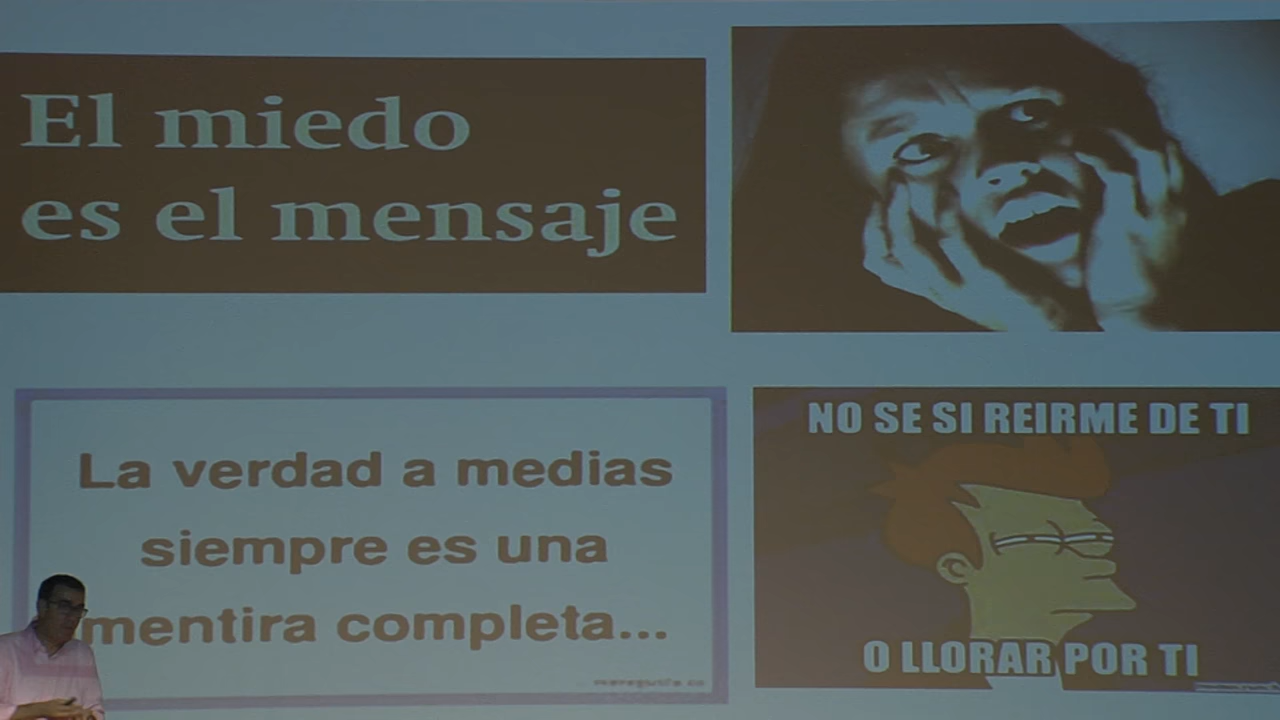 El miedo
es el mensaje
La verdad a medias
siempre es una
mentira completa...
NO SE SI REIRME DE TI
O LLORAR POR TI